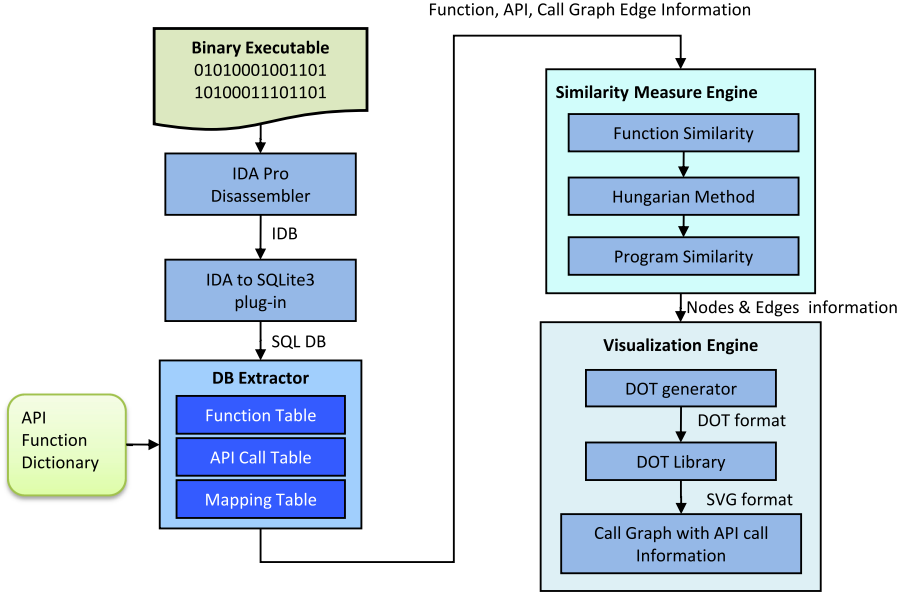 Function, API, Call Graph Edge Information
Binary Executable
01010001001101
10100011101101
IDA Pro
Disassembler
IDB
IDA to SQLite3
plug-in
SQL DB
DB Extractor
Function Table
API Call Table
Mapping Table
API
Function
Dictionary
Similarity Measure Engine
Function Similarity
Hungarian Method
Program Similarity
Nodes & Edges information
Visualization Engine
DOT generator
DOT format
DOT Library
SVG format
Call Graph with API call
Information